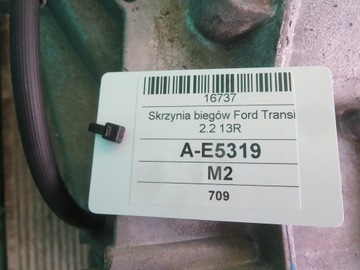 16737
Skrzynia biegów Ford Transi
2.2 13R
A-E5319
M2
709